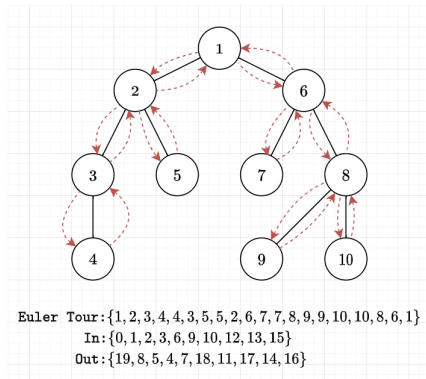 1
2 6
3 5 7 8
4 9 10
Euler Tour:{1, 2, 3, 4, 4, 3, 5, 5, 2, 6, 7, 7, 8, 9, 9, 10, 10, 8, 6, 1}
In:{0, 1, 2, 3, 6, 9, 10, 12, 13, 15}
Out:{19, 8, 5, 4, 7, 18, 11, 17, 14, 16}